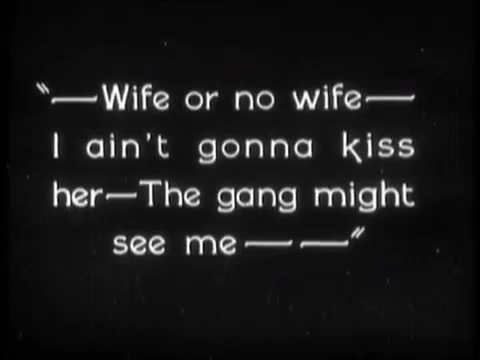 "—Wife or no wife—
I ain't gonna kiss
her—The gang might
see me — —"